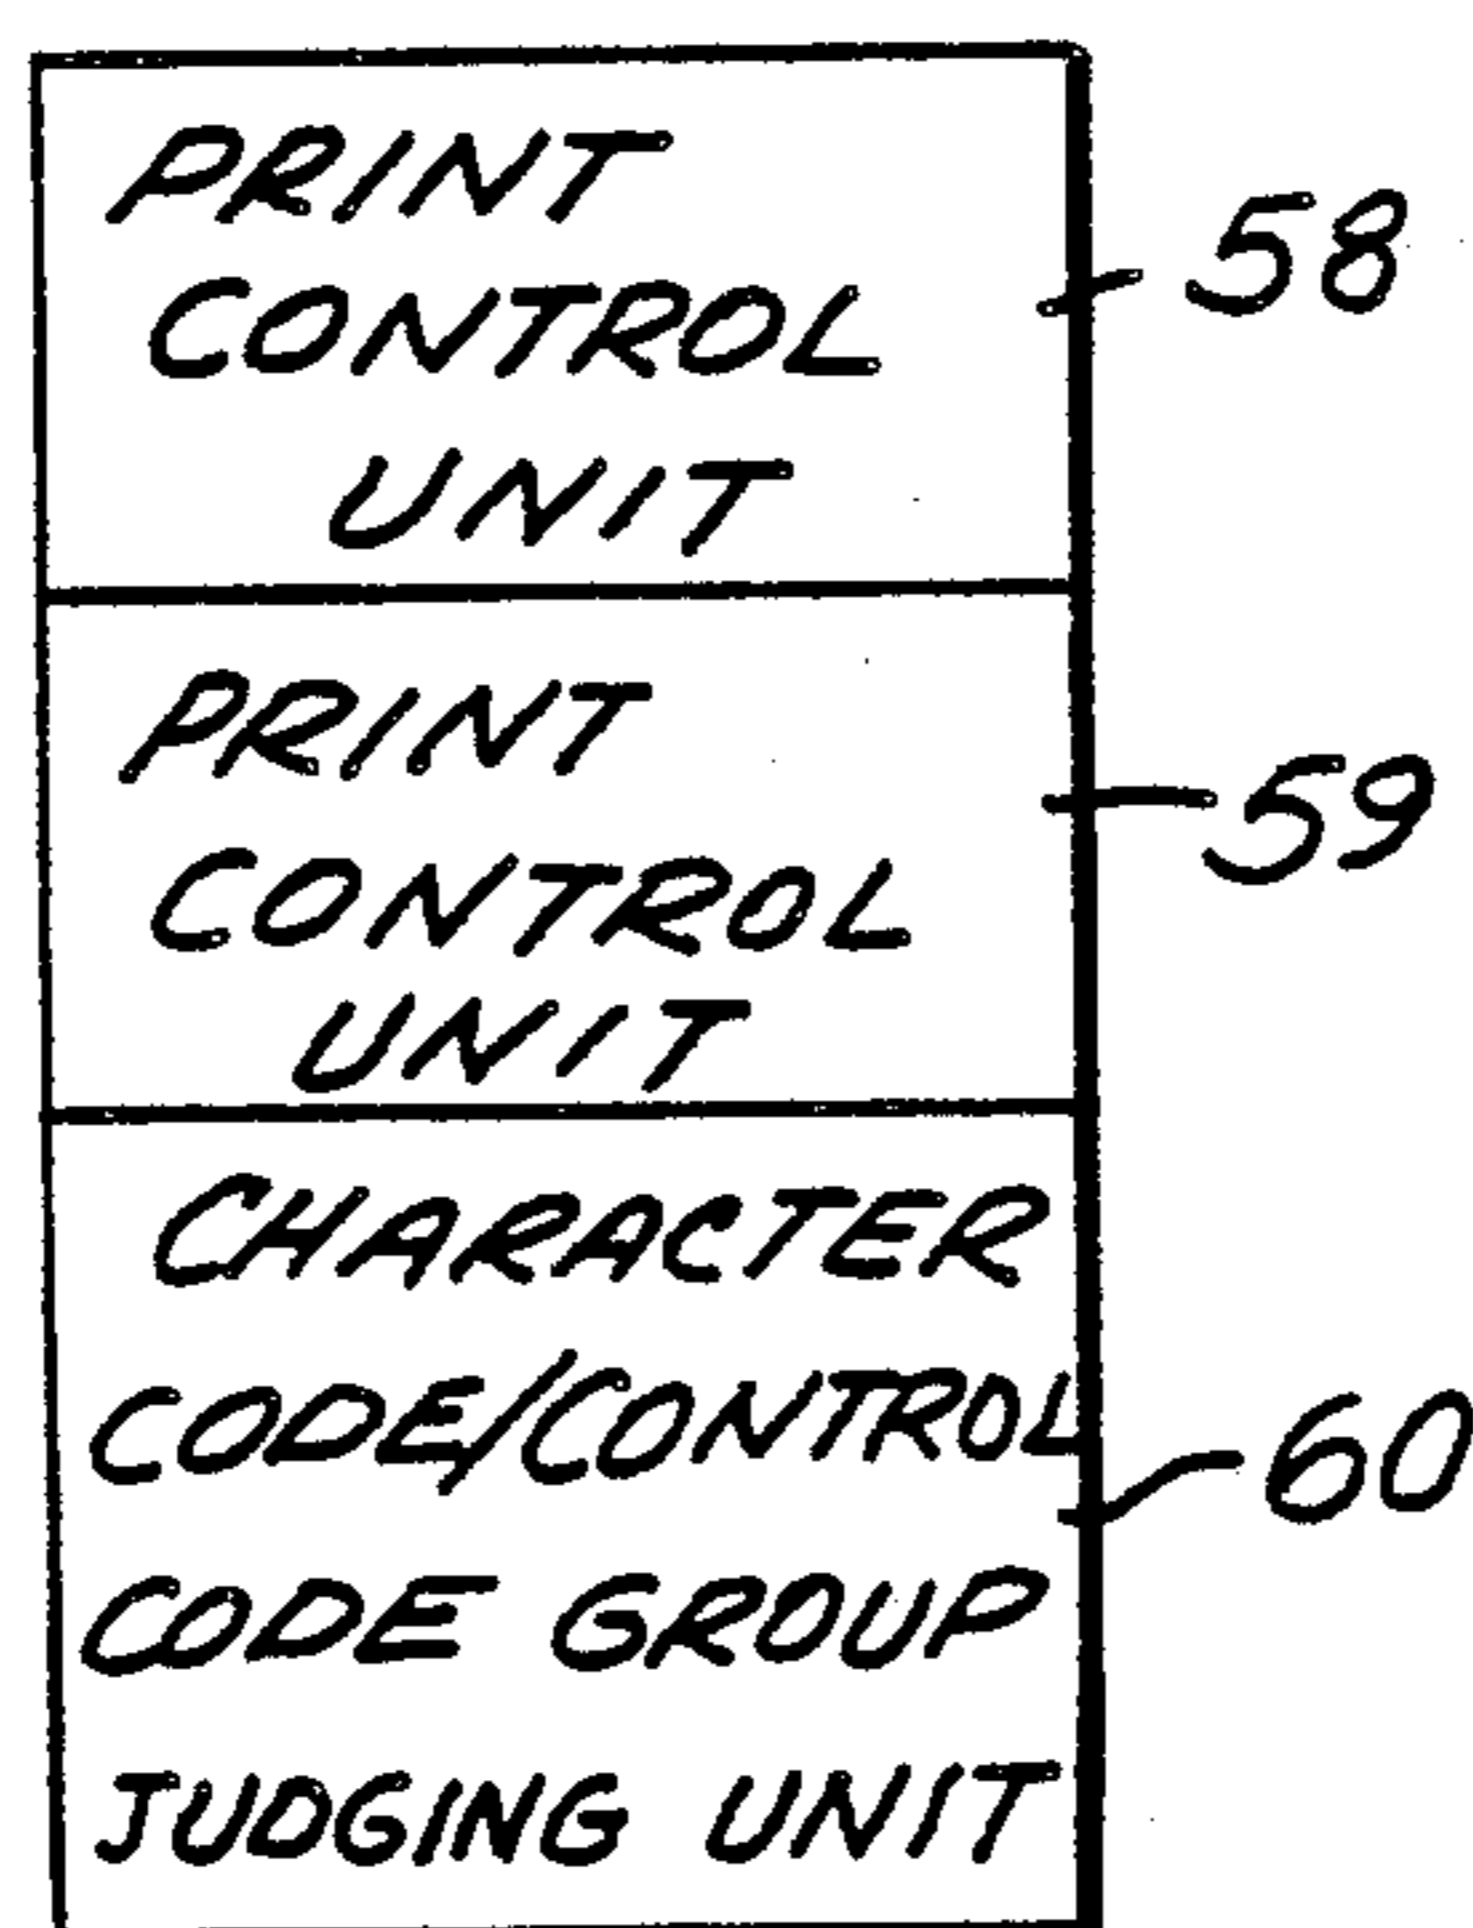 PRINT
CONTROL
UNIT
58
PRINT
CONTROL
UNIT
59
CHARACTER
CODE/CONTROL
CODE GROUP
JUDGING UNIT
60